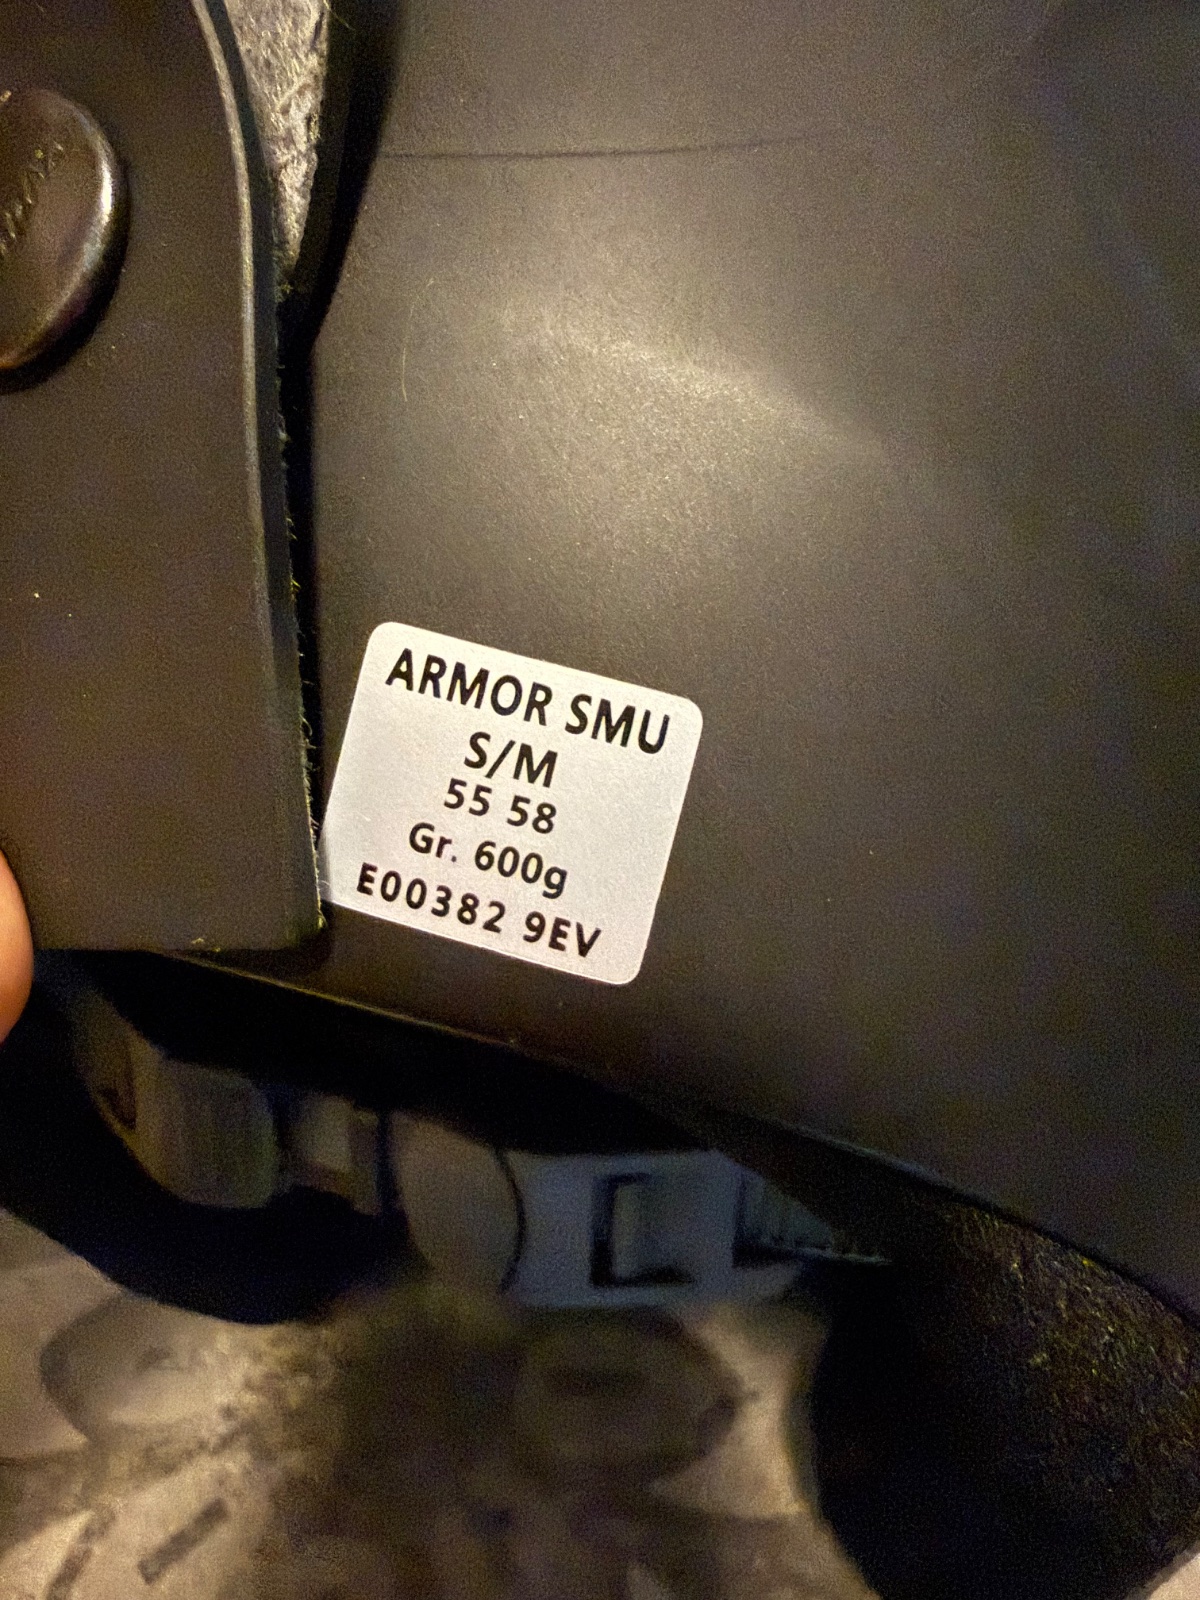 ARMOR SMU
S/M
55 58
Gr. 600g
E00382 9EV